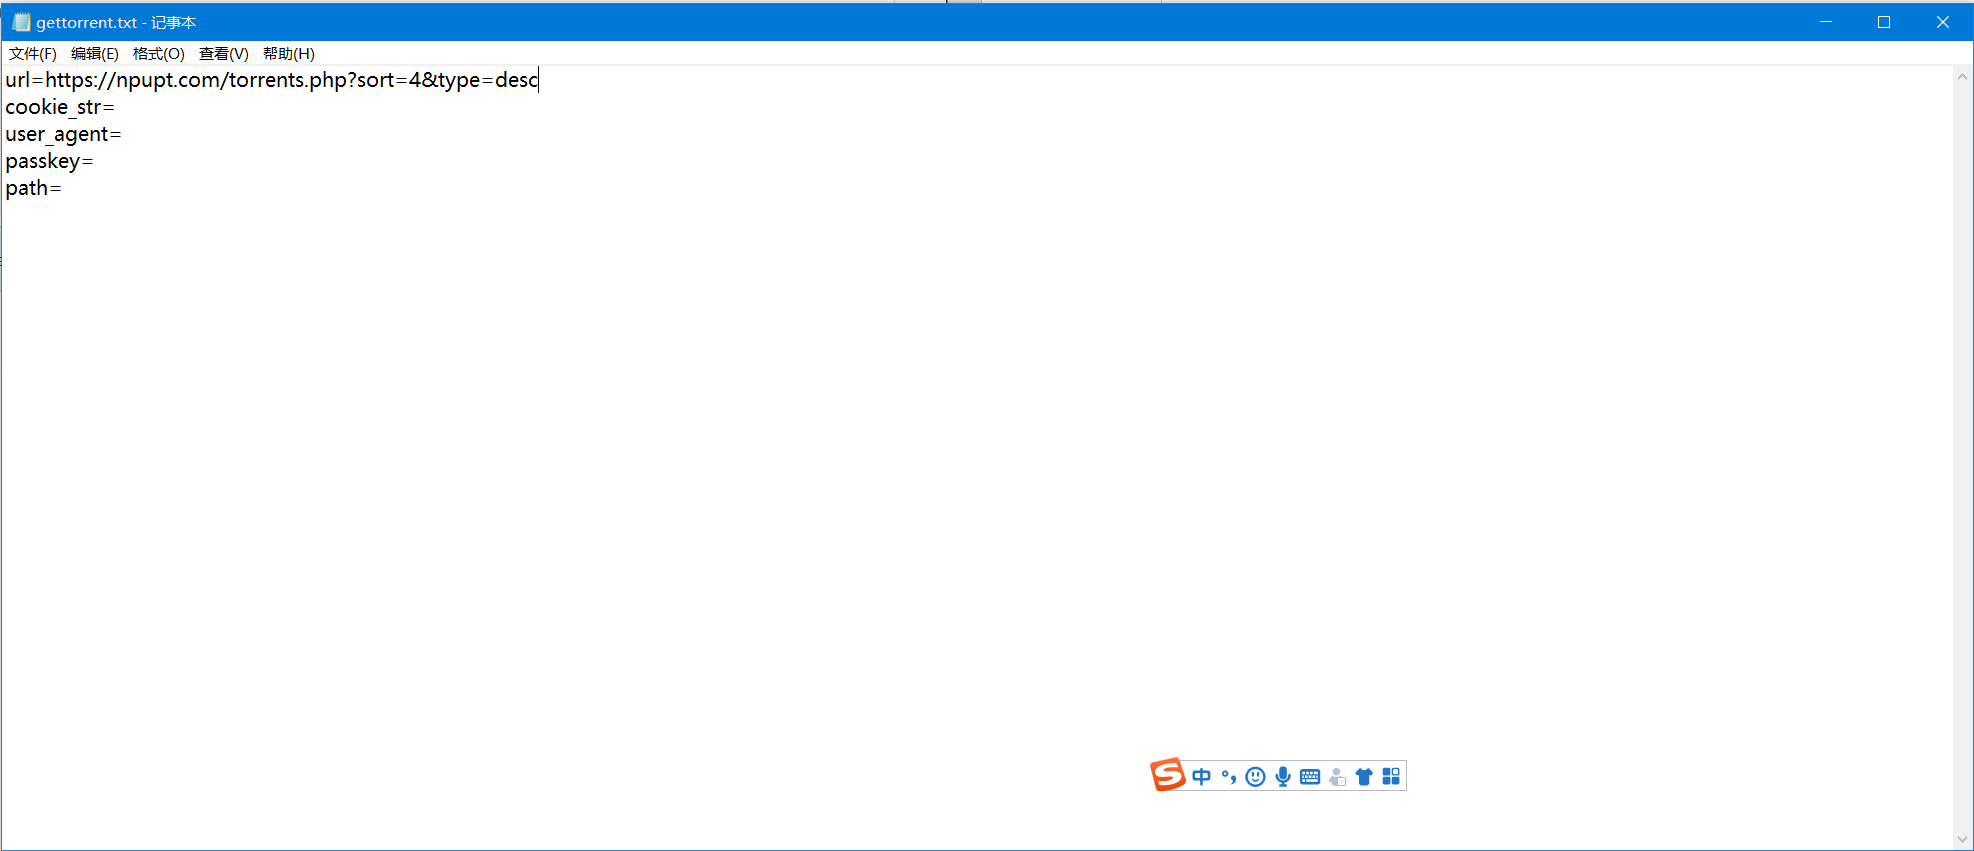 gettorrent.txt - 记事本
文件(F) 编辑(E) 格式(O) 查看(V) 帮助(H)
url=https://npupt.com/torrents.php?sort=4&type=desc
cookie_str=
user_agent=
passkey=
path=
中